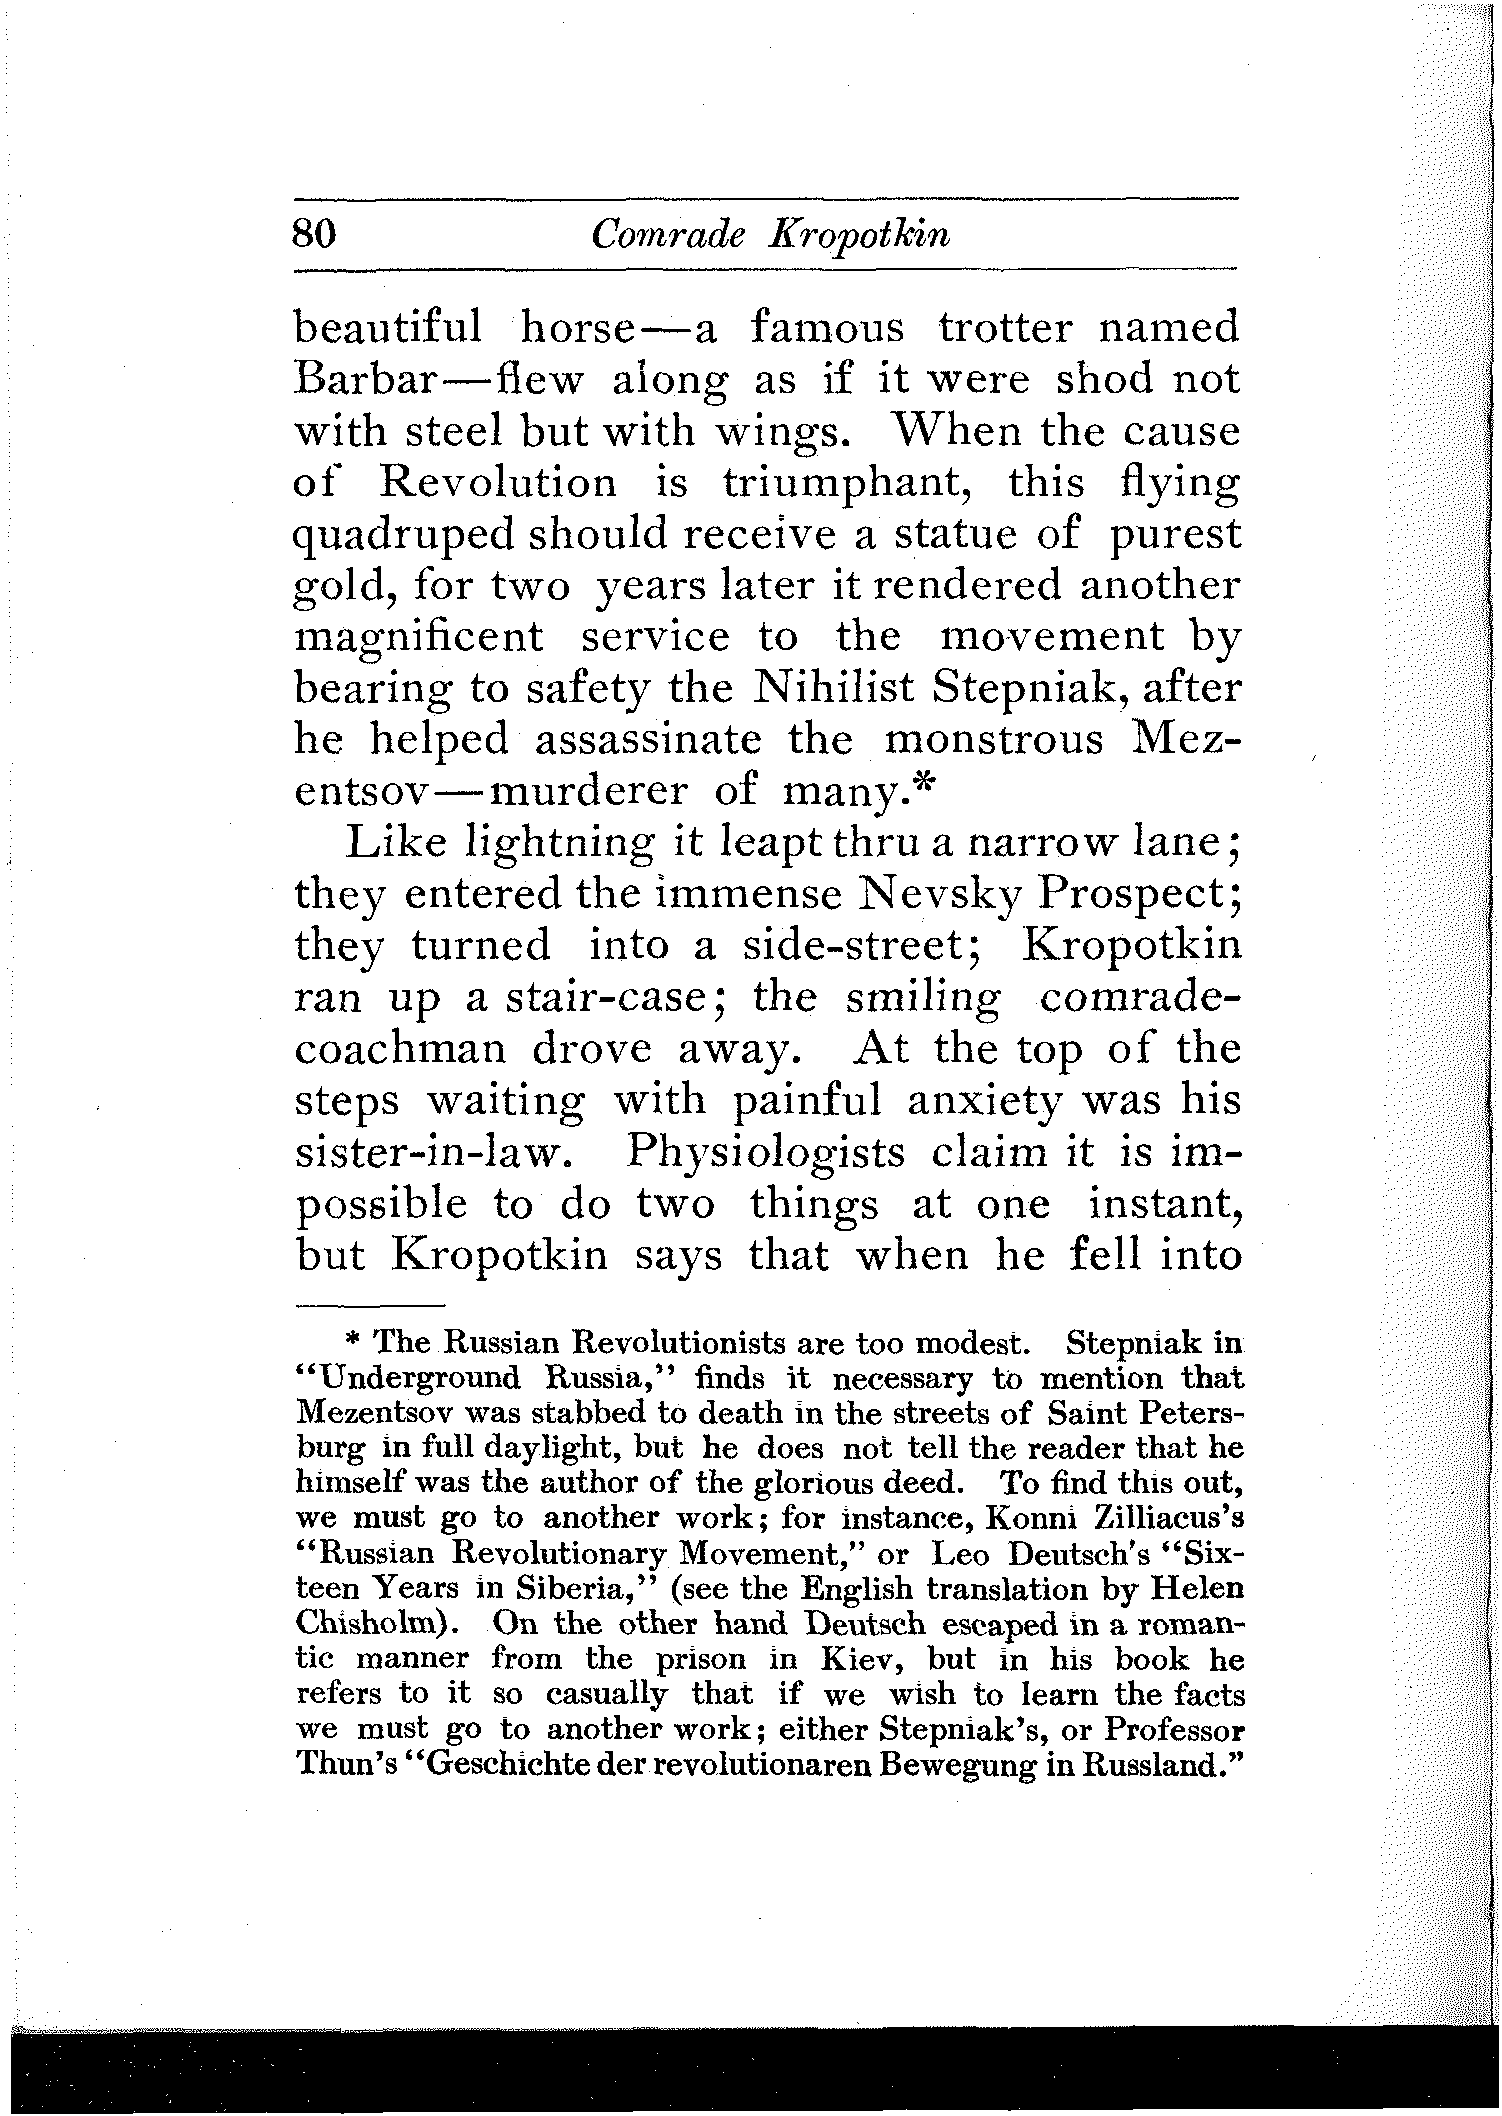 80 Comrade Kropotkin
beautiful horse—a famous trotter named
Barbar—flew along as if it were shod not
with steel but with wings. When the cause
of Revolution is triumphant, this flying
quadruped should receive a statue of purest
gold, for two years later it rendered another
magnificent service to the movement by
bearing to safety the Nihilist Stepniak, after
he helped assassinate the monstrous Mez-
entsov—murderer of many.*
Like lightning it leapt thru a narrow lane;
they entered the immense Nevsky Prospect;
they turned into a side-street; Kropotkin
ran up a stair-case; the smiling comrade-
coachman drove away. At the top of the
steps waiting with painful anxiety was his
sister-in-law. Physiologists claim it is im-
possible to do two things at one instant,
but Kropotkin says that when he fell into
* The Russian Revolutionists are too modest. Stepniak in
“Underground Russia,” finds it necessary to mention that
Mezentsov was stabbed to death in the streets of Saint Peters-
burg in full daylight, but he does not tell the reader that he
himself was the author of the glorious deed. To find this out,
we must go to another work; for instance, Konni Zilliacus's
“Russian Revolutionary Movement,” or Leo Deutsch's “Six-
teen Years in Siberia,” (see the English translation by Helen
Chisholm). On the other hand Deutsch escaped in a roman-
tic manner from the prison in Kiev, but in his book he
refers to it so casually that if we wish to learn the facts
we must go to another work; either Stepniak's, or Professor
Thun's “Geschichte der revolutionaren Bewegung in Russland.”